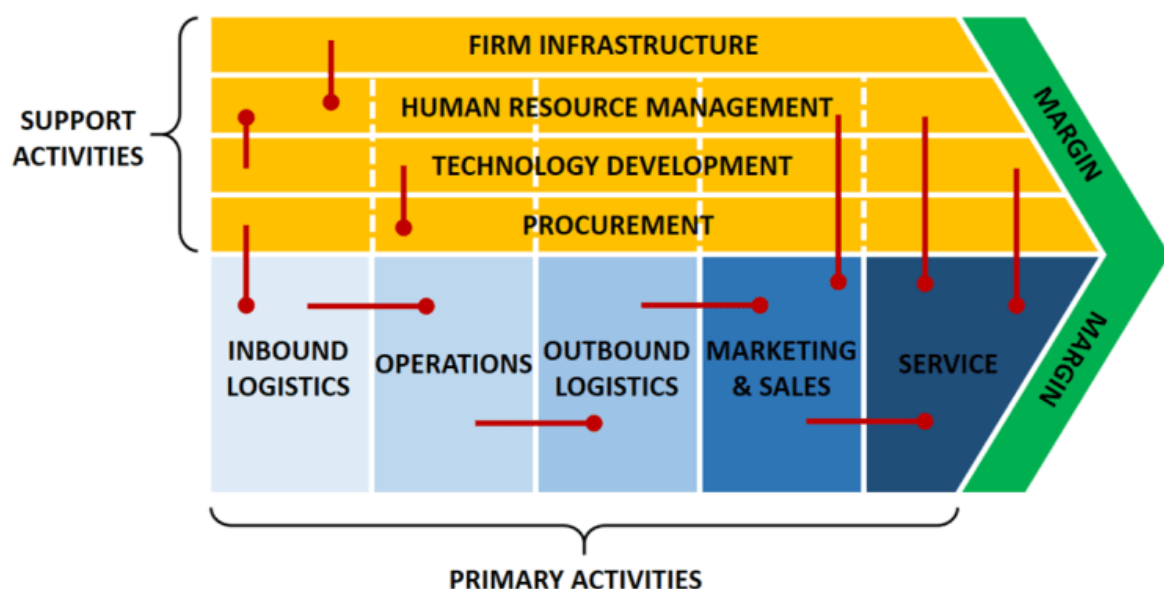 FIRM INFRASTRUCTURE
SUPPORT
ACTIVITIES
HUMAN RESOURCE MANAGEMENT
TECHNOLOGY DEVELOPMENT
PROCUREMENT
MARGIN
INBOUND
LOGISTICS
OPERATIONS
OUTBOUND
LOGISTICS
MARKETING
& SALES
SERVICE
MARGIN
PRIMARY ACTIVITIES